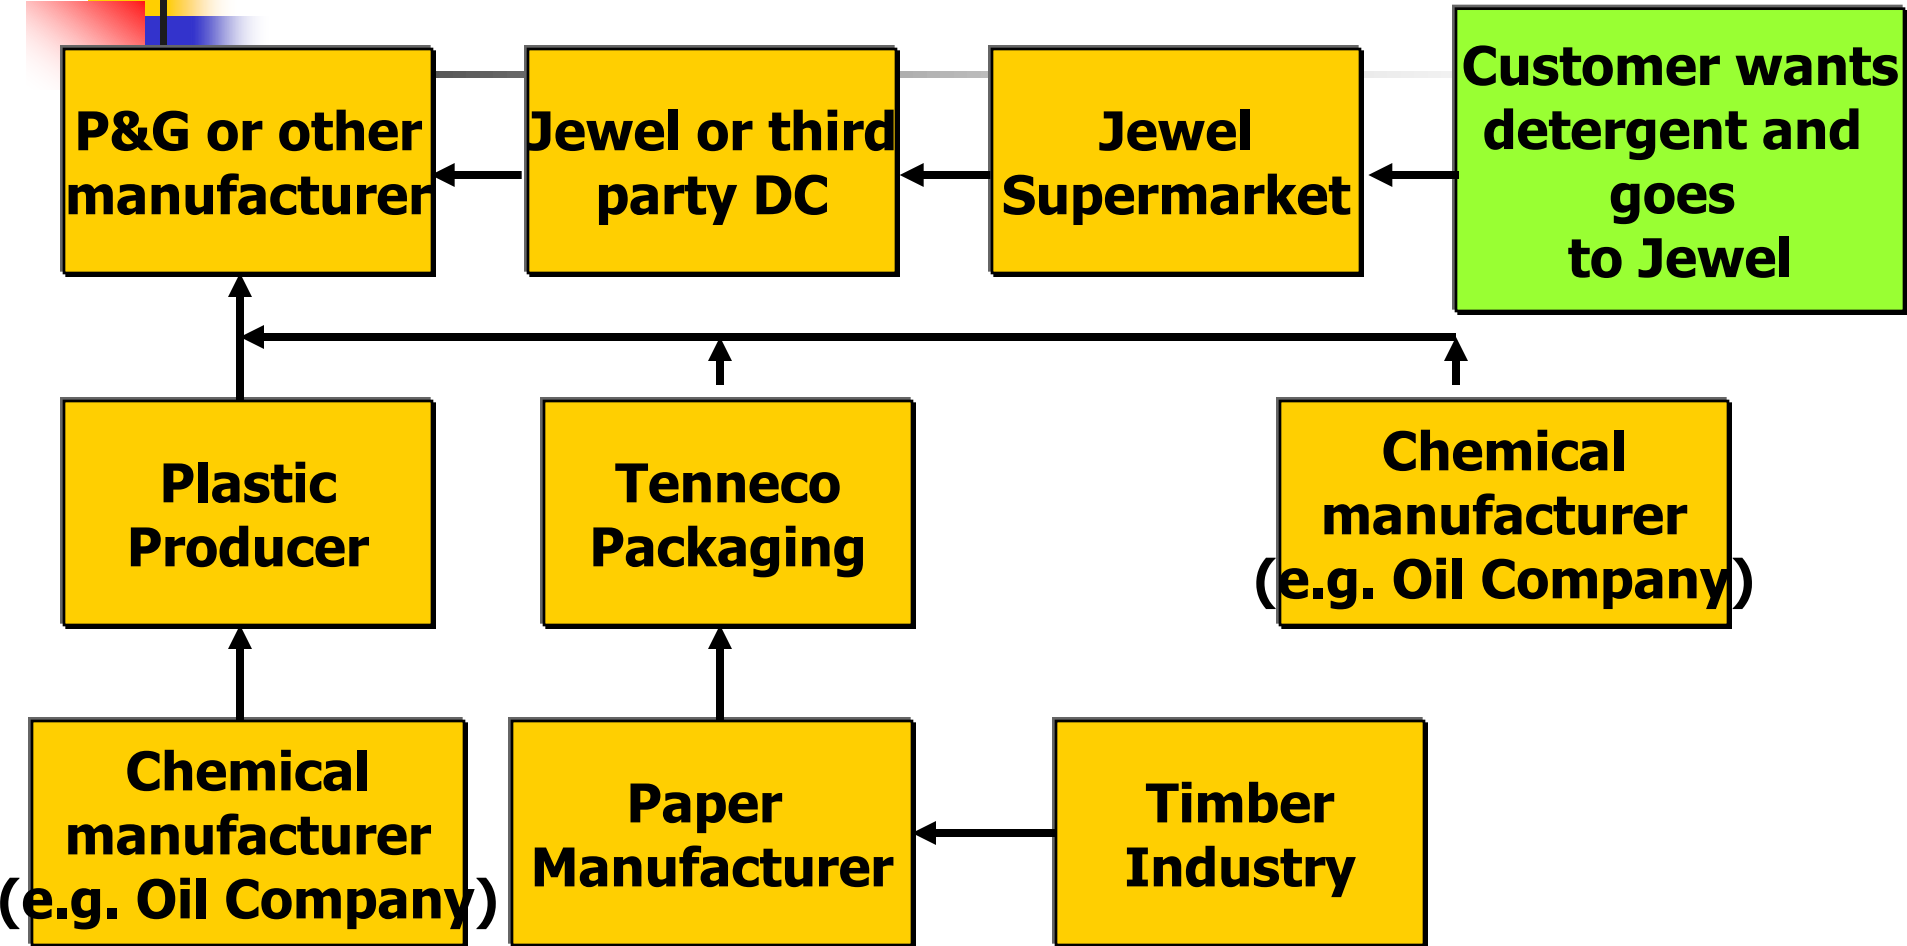 P&G or other
manufacturer
Jewel or third
party DC
Jewel
Supermarket
Customer wants
detergent and
goes
to Jewel
Plastic
Producer
Tenneco
Packaging
Chemical
manufacturer
(e.g. Oil Company)
Chemical
manufacturer
(e.g. Oil Company)
Paper
Manufacturer
Timber
Industry